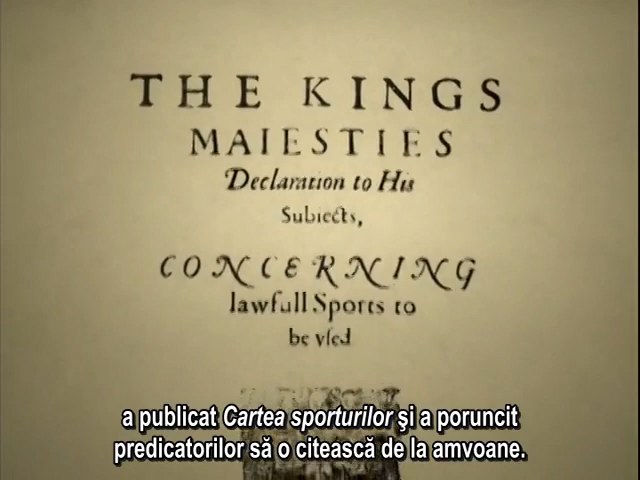 THE KINGS
MAIESTIES
Declaration to His
Subiects,
CONCERNING
lawfull Sports to
be vsed
a publicat Cartea sporturilor şi a poruncit
predicatorilor să o citească de la amvoane.